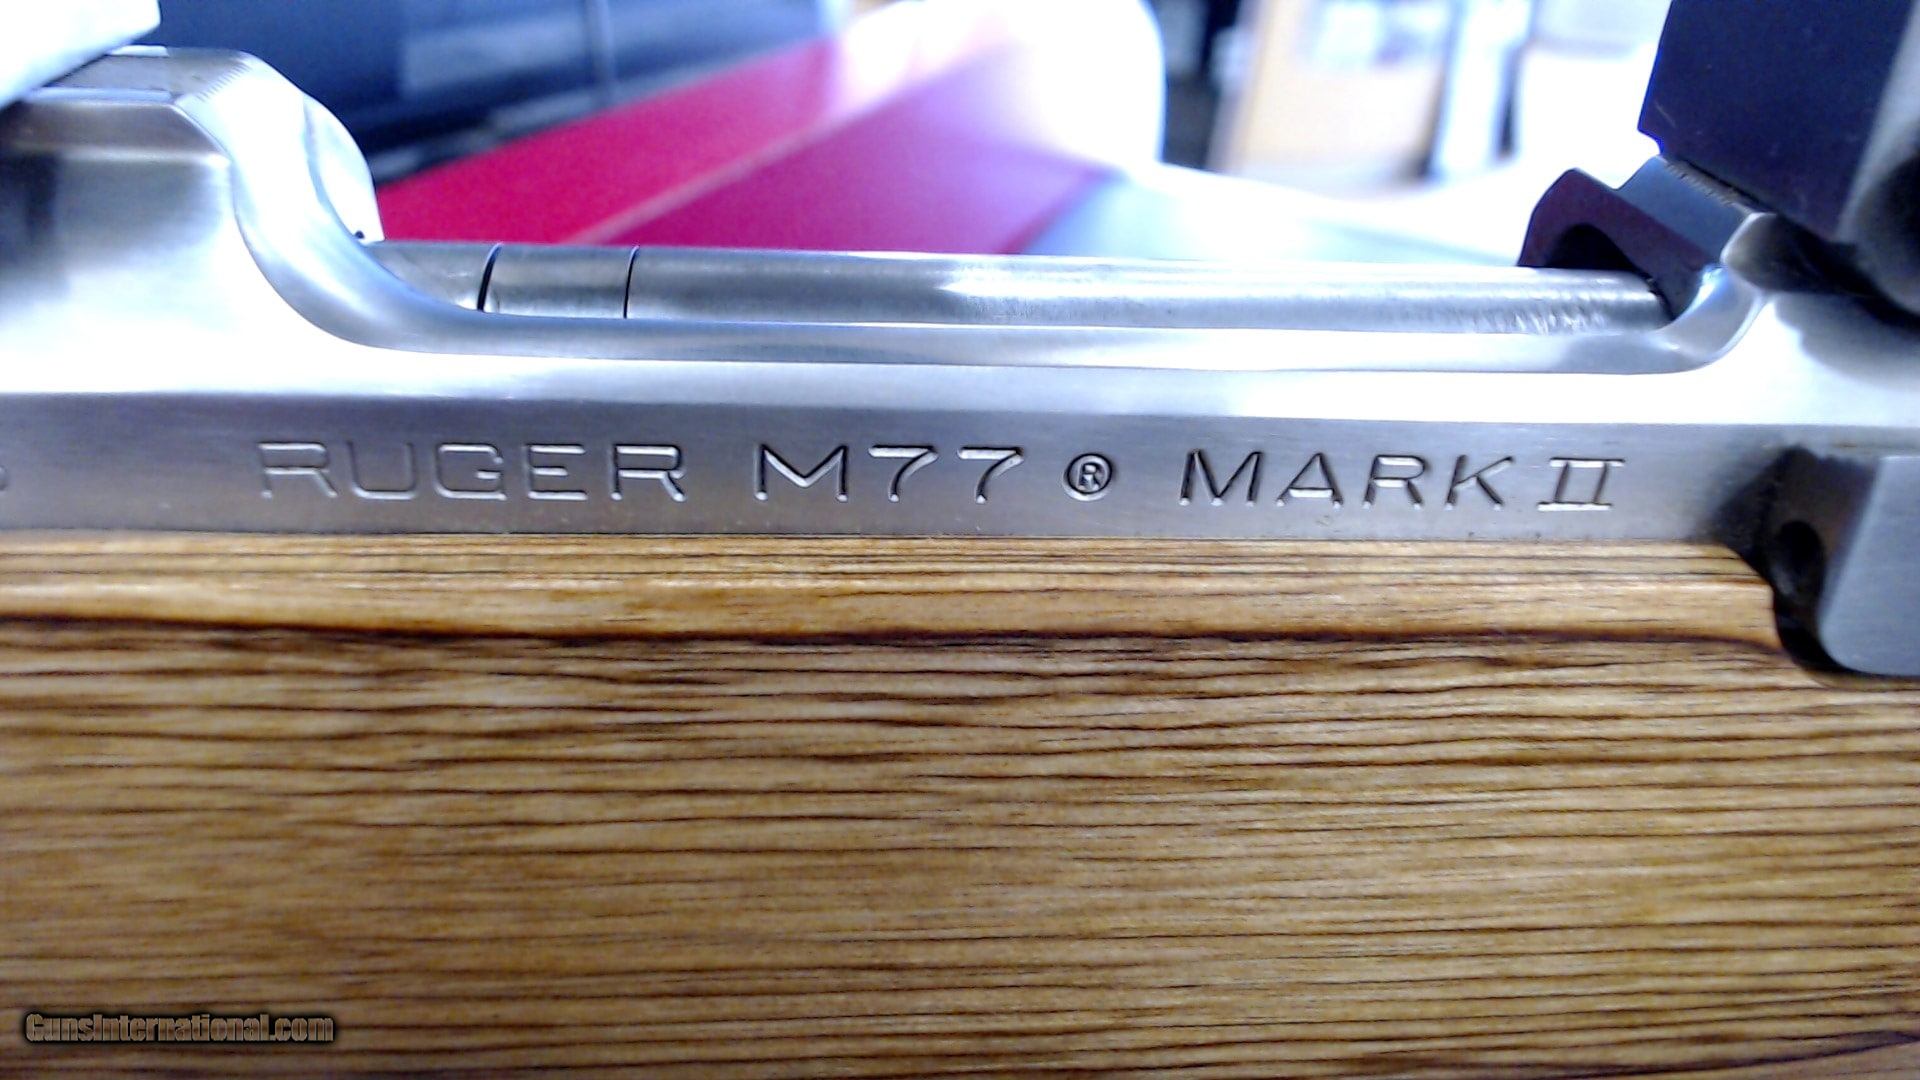 RUGER M77 ® MARK II
GunsInternational.com